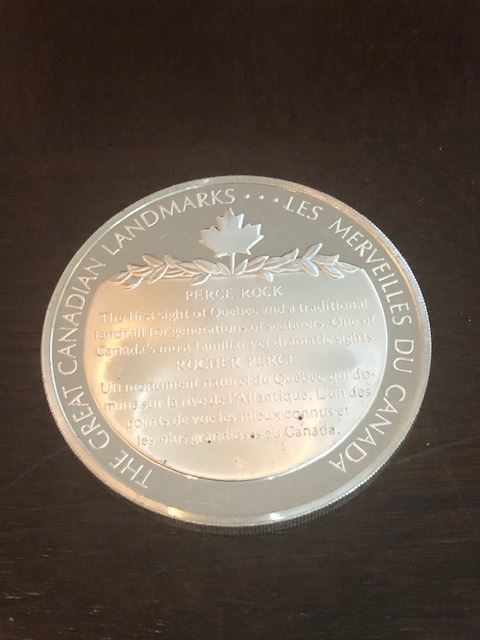 THE GREAT CANADIAN LANDMARKS ••• LES MERVEILLES DU CANADA
PERCE ROCK
The first sight of Quebec and a traditional
landfall for generations of seafarers. One of
Canada's most familiar yet dramatic sights.
ROCHER PERCE
Un monument naturel du Québec qui do-
mine sur la rive de l'Atlantique. L'un des
points de vue les mieux connus et
les plus grandioses au Canada.